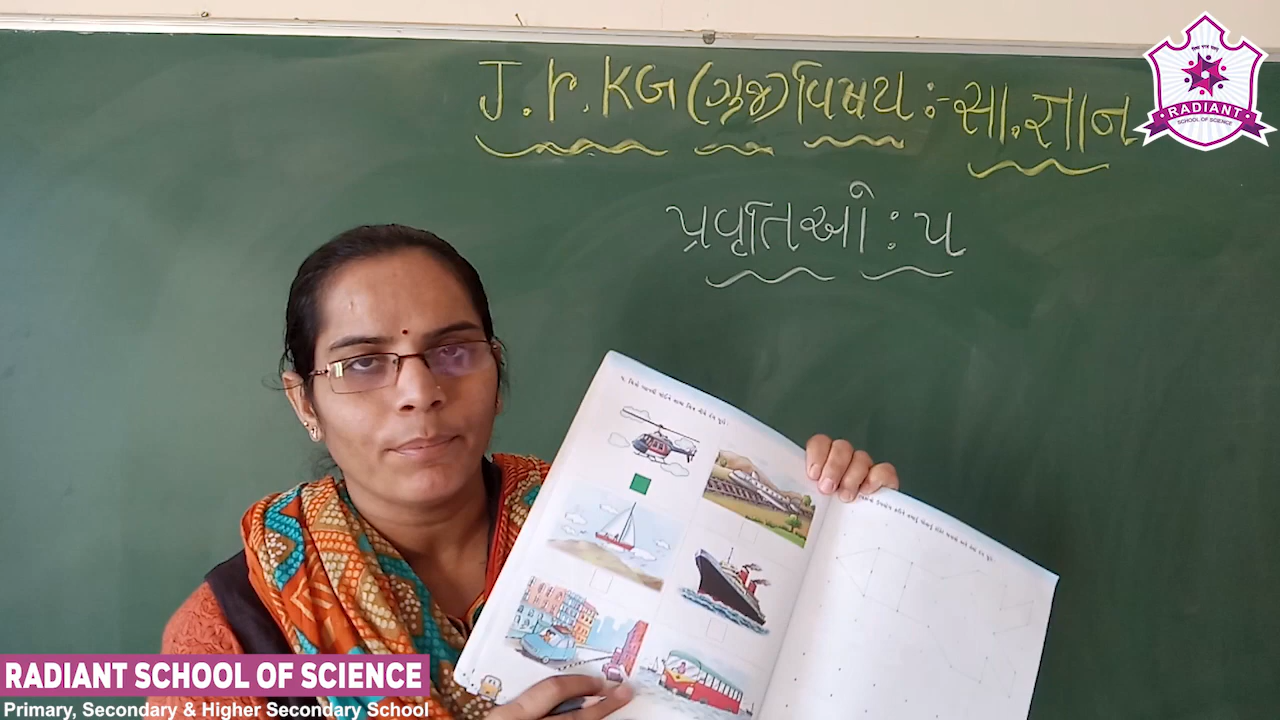 J.r.KG (ગુજ) વિષય :- સા.જ્ઞાન
પ્રવૃતિઓ : ૫
RADIANT
SCHOOL OF SCIENCE
RADIANT SCHOOL OF SCIENCE
Primary, Secondary & Higher Secondary School